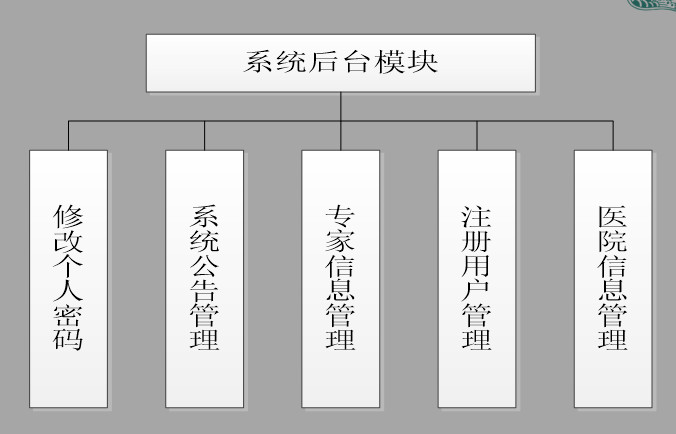 系统后台模块
修改个人密码
系统公告管理
专家信息管理
注册用户管理
医院信息管理